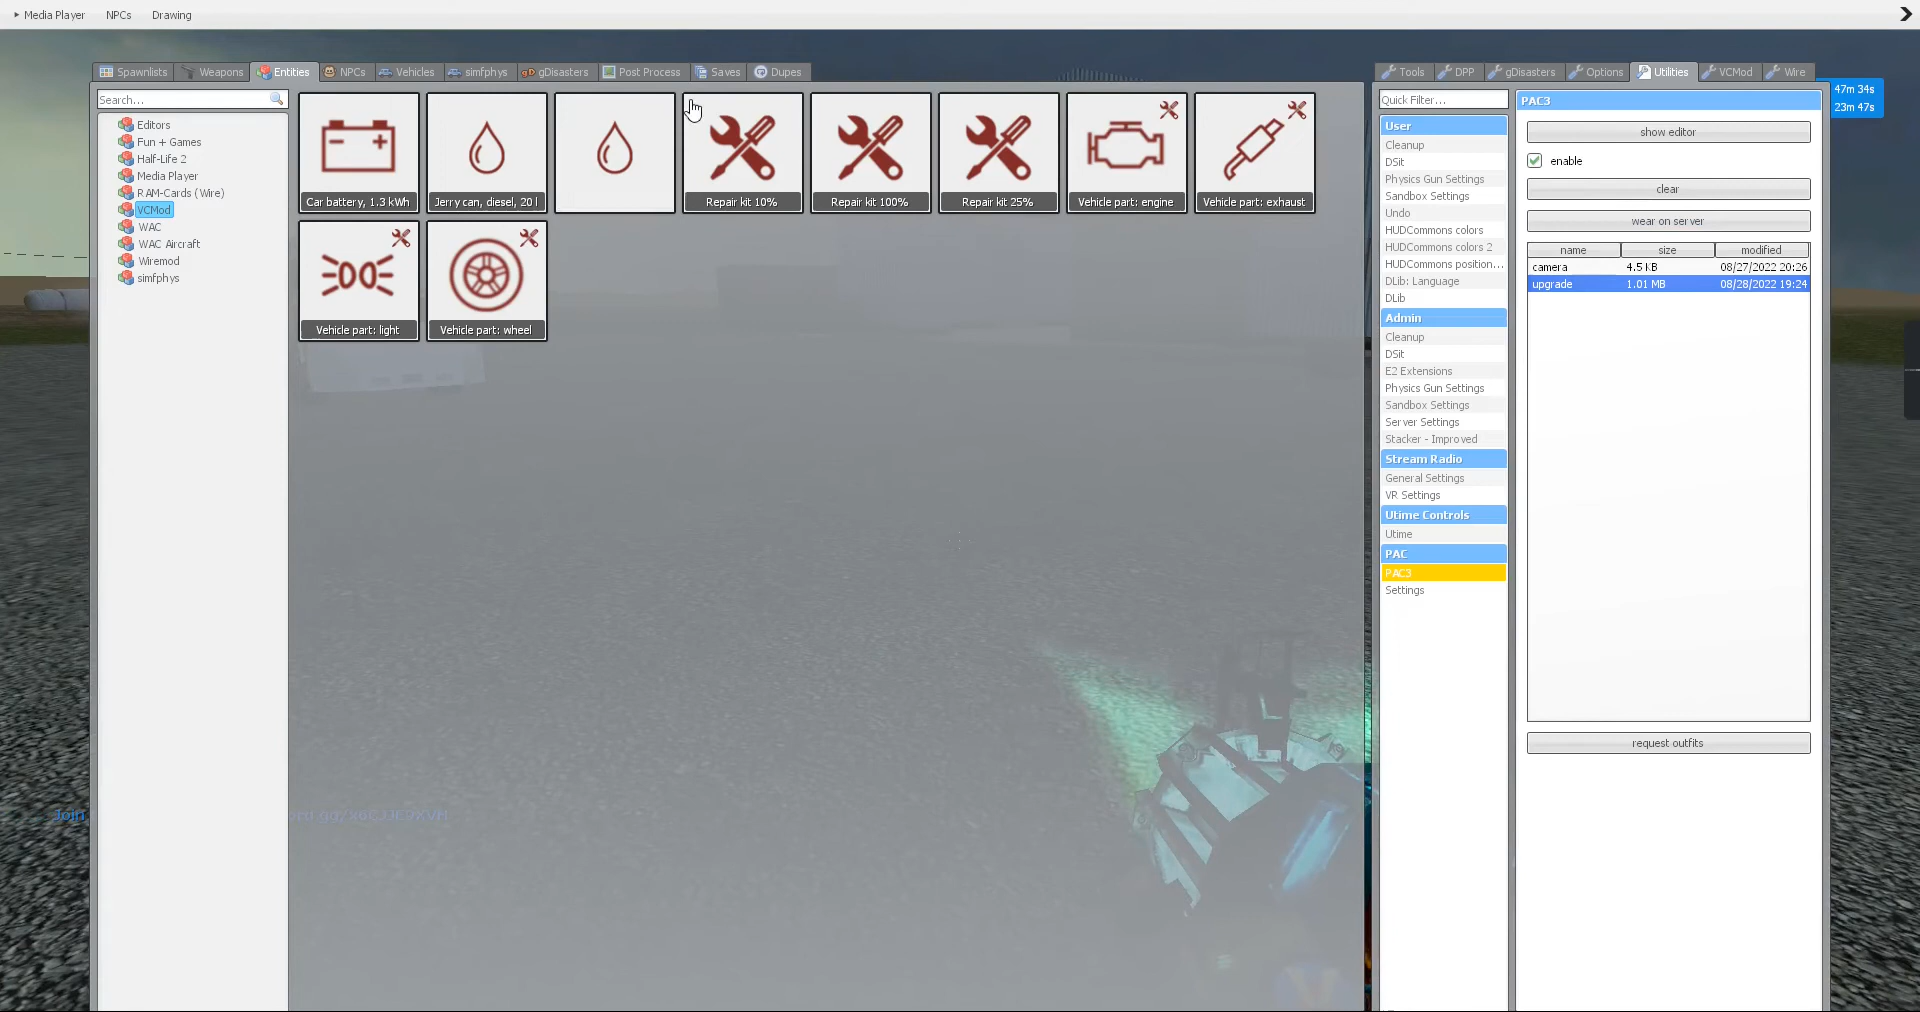 Media Player NPCs Drawing
Spawnlists Weapons Entities NPCs Vehicles simfphys gDisasters Post Process Saves Dupes
Tools DPP gDisasters Options Utilities VCMod Wire
47m 34s
23m 47s
Search...
Editors
Fun + Games
Half-Life 2
Media Player
RAM-Cards (Wire)
VCMod
WAC
WAC Aircraft
Wiremod
simfphys
Car battery, 1.3 kWh
Jerry can, diesel, 20 l
Repair kit 10%
Repair kit 100%
Repair kit 25%
Vehicle part: engine
Vehicle part: exhaust
Vehicle part: light
Vehicle part: wheel
Quick Filter...
User
Cleanup
DSit
Physics Gun Settings
Sandbox Settings
Undo
HUDCommons colors
HUDCommons colors 2
HUDCommons position...
DLib: Language
DLib
Admin
Cleanup
DSit
E2 Extensions
Physics Gun Settings
Sandbox Settings
Server Settings
Stacker - Improved
Stream Radio
General Settings
VR Settings
Utime Controls
Utime
PAC
PAC3
Settings
PAC3
show editor
enable
clear
wear on server
name size modified
camera 4.5 KB 08/27/2022 20:26
upgrade 1.01 MB 08/28/2022 19:24
request outfits
Join